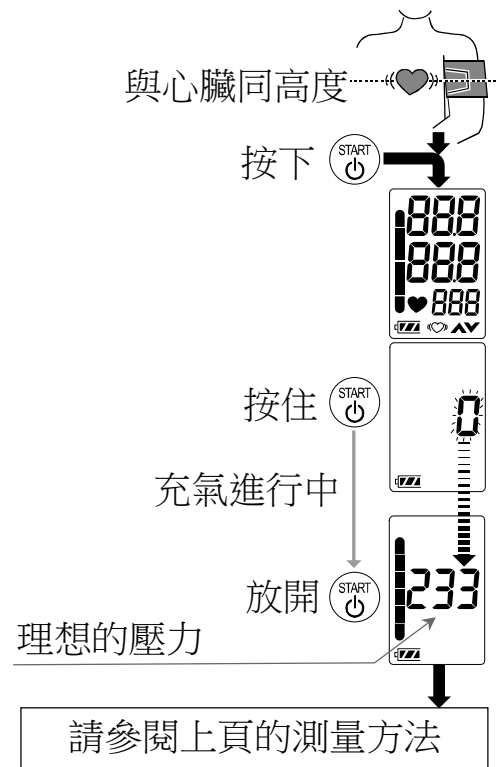 與心臟同高度
按下 START
888
888
888
按住 START
0
充氣進行中
放開 START
233
理想的壓力
請參閱上頁的測量方法